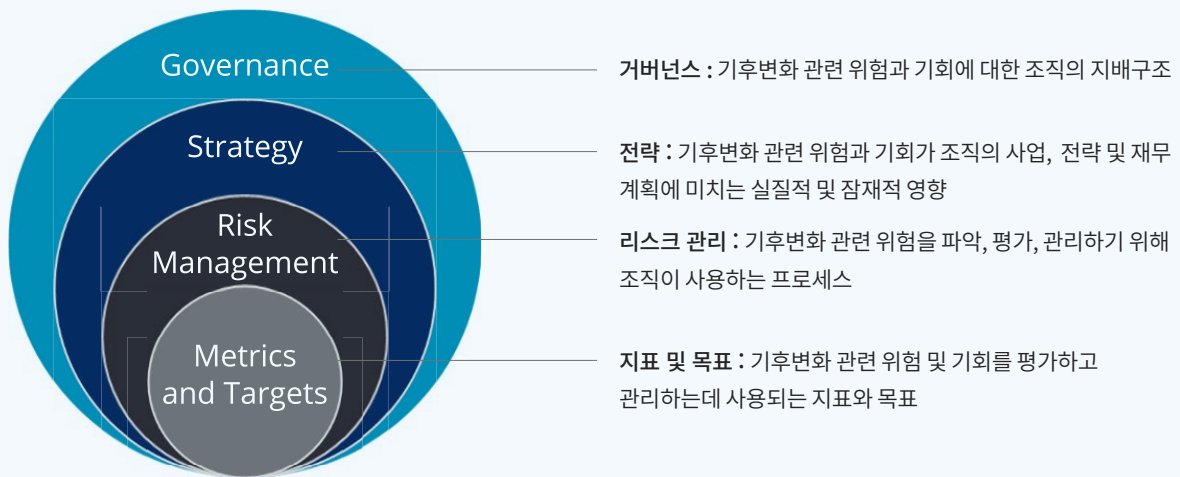 Governance
거버넌스 : 기후변화 관련 위험과 기회에 대한 조직의 지배구조
Strategy
전략 : 기후변화 관련 위험과 기회가 조직의 사업, 전략 및 재무
계획에 미치는 실질적 및 잠재적 영향
Risk
Management
리스크 관리 : 기후변화 관련 위험을 파악, 평가, 관리하기 위해
조직이 사용하는 프로세스
Metrics
and Targets
지표 및 목표 : 기후변화 관련 위험 및 기회를 평가하고
관리하는데 사용되는 지표와 목표